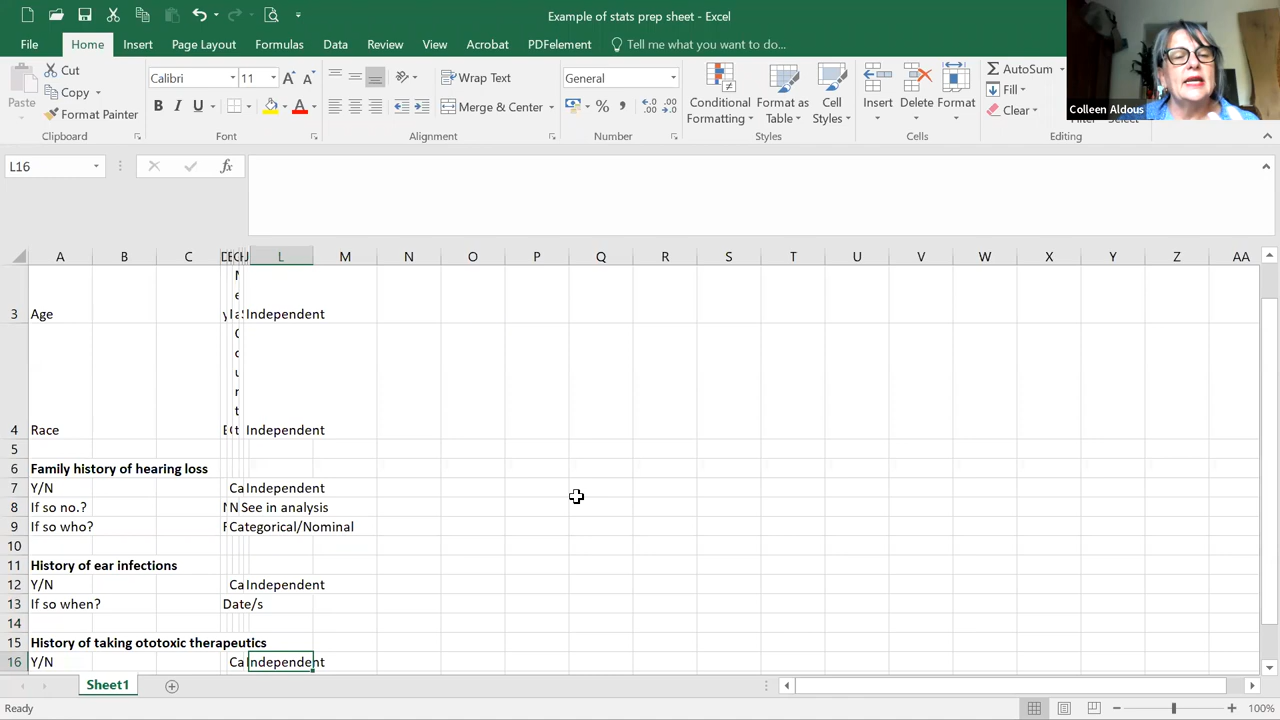 Example of stats prep sheet - Excel
File Home Insert Page Layout Formulas Data Review View Acrobat PDFelement Tell me what you want to do...
Paste
Cut
Copy
Format Painter
Calibri 11
B I U
Wrap Text
Merge & Center
General
% ,
Conditional Formatting
Format as Table
Cell Styles
Insert
Delete
Format
AutoSum
Fill
Clear
Colleen Aldous
Clipboard Font Alignment Number Styles Cells Editing
L16 fx
A B C L M N O P Q R S T U V W X Y Z AA
3 Age Independent
4 Race Independent
5
6 Family history of hearing loss
7 Y/N Ca Independent
8 If so no.? N N See in analysis
9 If so who? Categorical/Nominal
10
11 History of ear infections
12 Y/N Ca Independent
13 If so when? Date/s
14
15 History of taking ototoxic therapeutics
16 Y/N Ca Independent
Sheet1
Ready 100%